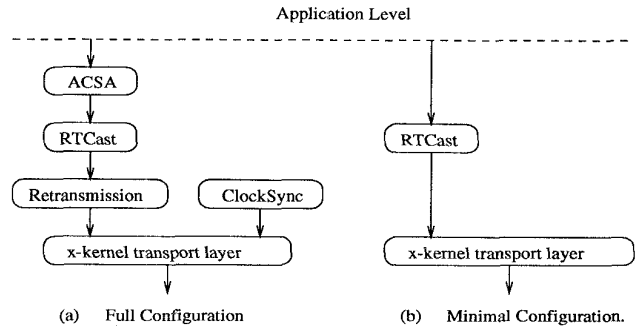 Application Level
ACSA
RTCast
RTCast
Retransmission
ClockSync
x-kernel transport layer
x-kernel transport layer
(a) Full Configuration
(b) Minimal Configuration.